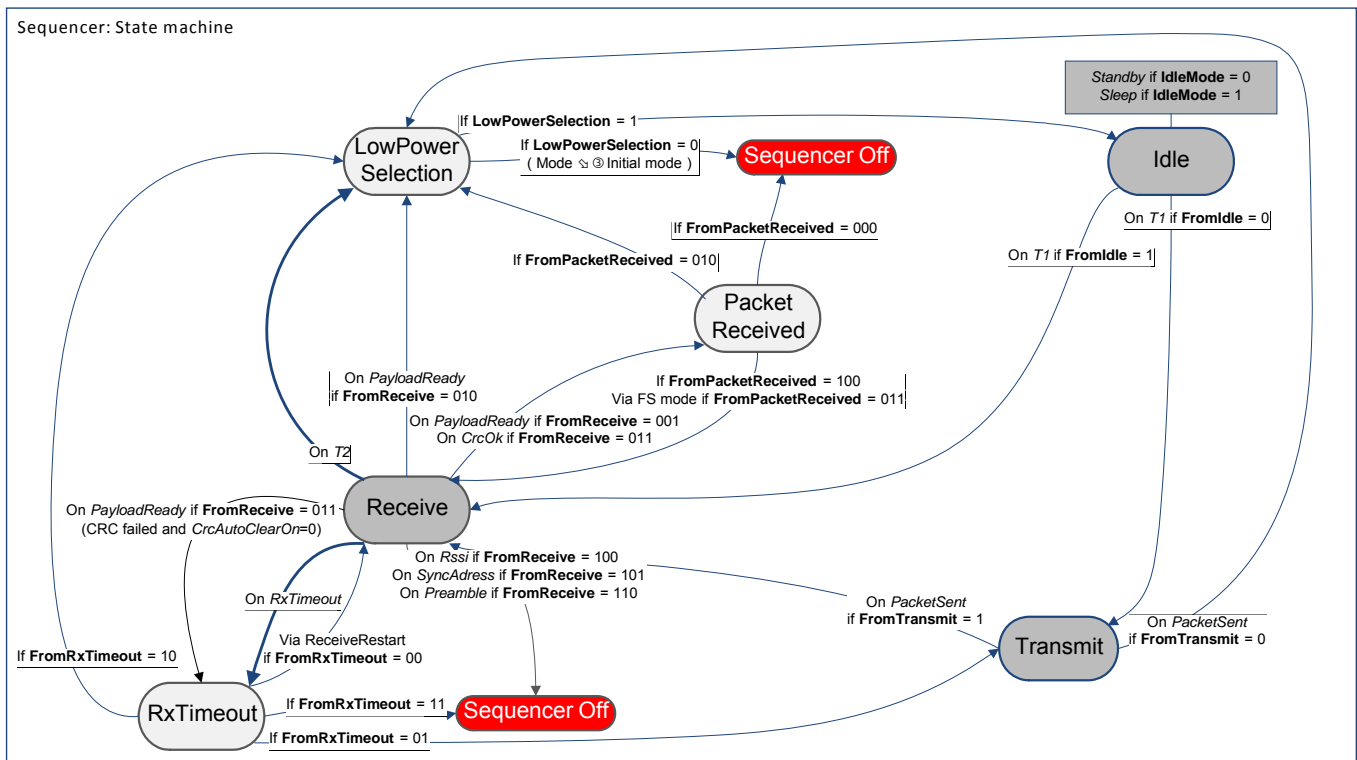 Sequencer: State machine
Standby if IdleMode = 0
Sleep if IdleMode = 1
If LowPowerSelection = 1
LowPower
Selection
If LowPowerSelection = 0
( Mode ⇘ ③ Initial mode )
Sequencer Off
Idle
On T1 if FromIdle = 0
If FromPacketReceived = 000
On T1 if FromIdle = 1
If FromPacketReceived = 010
Packet
Received
On PayloadReady
if FromReceive = 010
If FromPacketReceived = 100
Via FS mode if FromPacketReceived = 011
On PayloadReady if FromReceive = 001
On CrcOk if FromReceive = 011
On T2
Receive
On PayloadReady if FromReceive = 011
(CRC failed and CrcAutoClearOn=0)
On Rssi if FromReceive = 100
On SyncAdress if FromReceive = 101
On Preamble if FromReceive = 110
On RxTimeout
On PacketSent
if FromTransmit = 1
On PacketSent
if FromTransmit = 0
Transmit
Via ReceiveRestart
if FromRxTimeout = 00
If FromRxTimeout = 10
RxTimeout
If FromRxTimeout = 11
Sequencer Off
If FromRxTimeout = 01